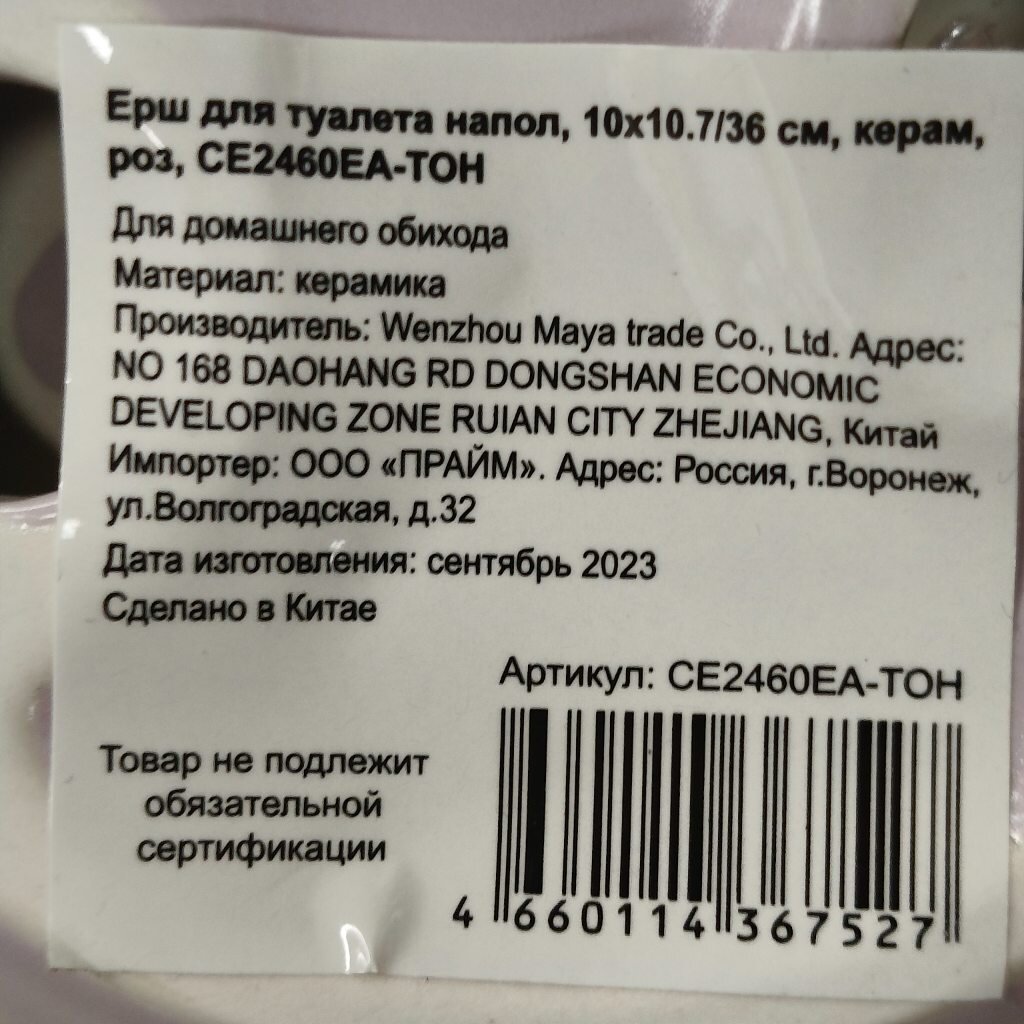 Ерш для туалета напол, 10x10.7/36 см, керам,
роз, CE2460EA-TOH
Для домашнего обихода
Материал: керамика
Производитель: Wenzhou Maya trade Co., Ltd. Адрес:
NO 168 DAOHANG RD DONGSHAN ECONOMIC
DEVELOPING ZONE RUIAN CITY ZHEJIANG, Китай
Импортер: ООО «ПРАЙМ». Адрес: Россия, г.Воронеж,
ул.Волгоградская, д.32
Дата изготовления: сентябрь 2023
Сделано в Китае
Артикул: CE2460EA-TOH
Товар не подлежит
обязательной
сертификации
4 660114 367527